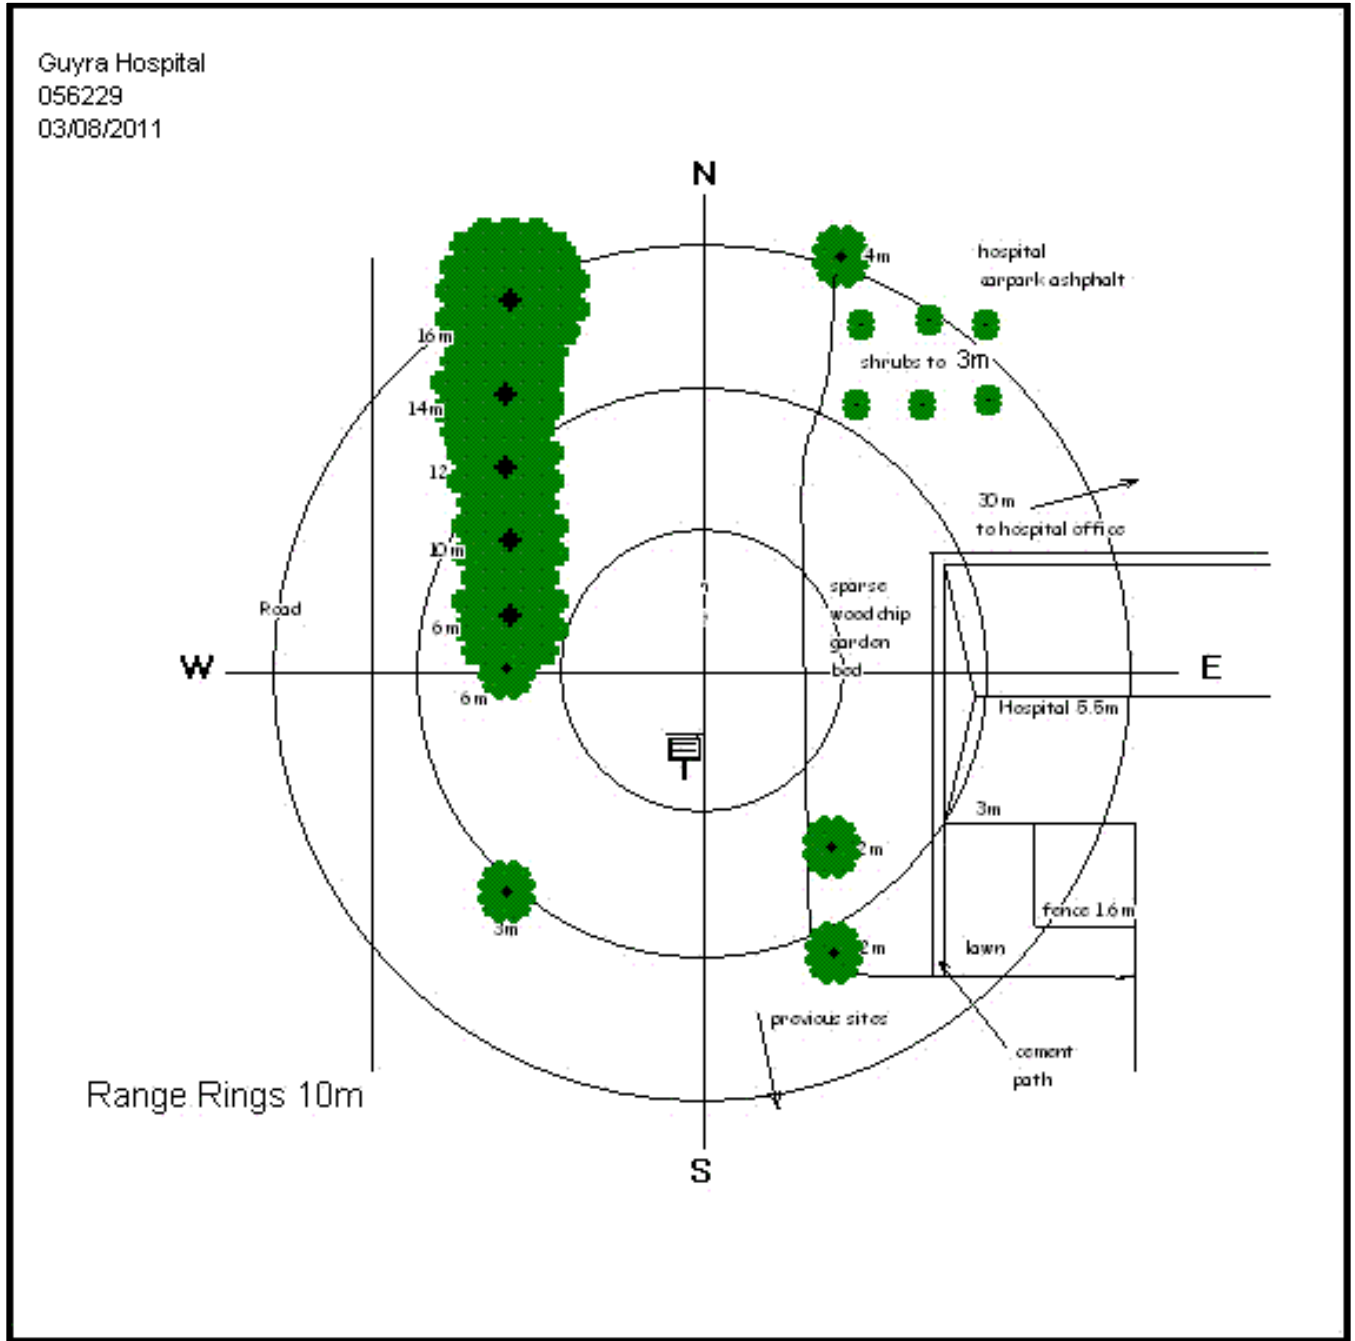 Guyra Hospital
056229
03/08/2011
N
4m
hospital
carpark ashphalt
16m
shrubs to 3m
14m
12
30m
to hospital office
10m
sparse
woodchip
garden
bed
Road
6m
W
E
6m
Hospital 5.5m
3m
2m
fence 1.6m
3m
2m
lawn
previous sites
cement
path
Range Rings 10m
S